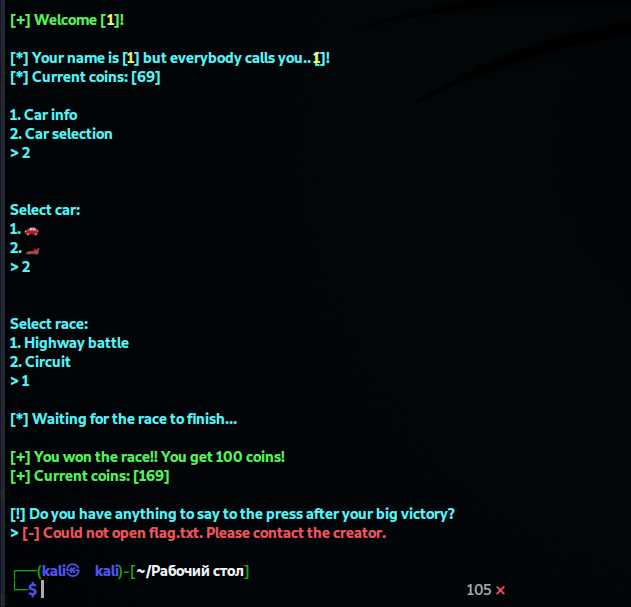 [+] Welcome [1]!
[*] Your name is [1] but everybody calls you.. [1]!
[*] Current coins: [69]
1. Car info
2. Car selection
> 2
Select car:
1. 🚗
2. 🏎️
> 2
Select race:
1. Highway battle
2. Circuit
> 1
[*] Waiting for the race to finish...
[+] You won the race!! You get 100 coins!
[+] Current coins: [169]
[!] Do you have anything to say to the press after your big victory?
> [-] Could not open flag.txt. Please contact the creator.
┌──(kali㉿kali)-[~/Рабочий стол]
└─$
105 ×